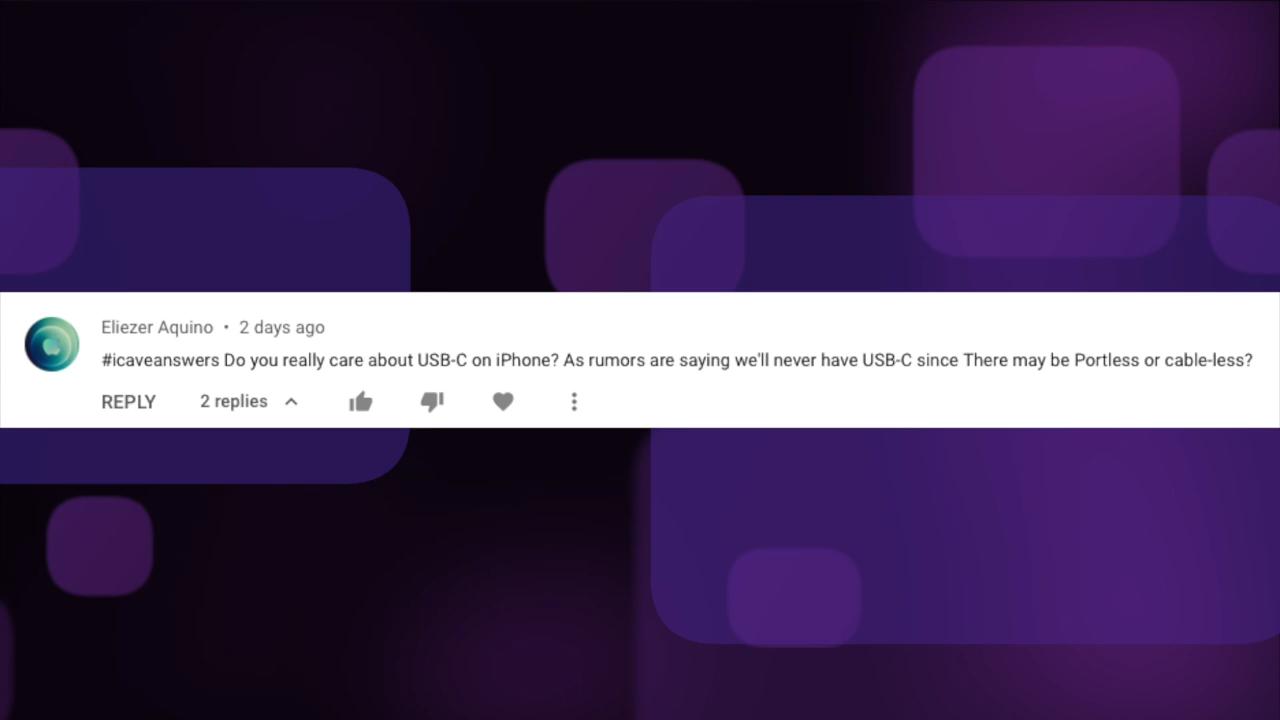 Eliezer Aquino • 2 days ago
#icaveanswers Do you really care about USB-C on iPhone? As rumors are saying we'll never have USB-C since There may be Portless or cable-less?
REPLY 2 replies